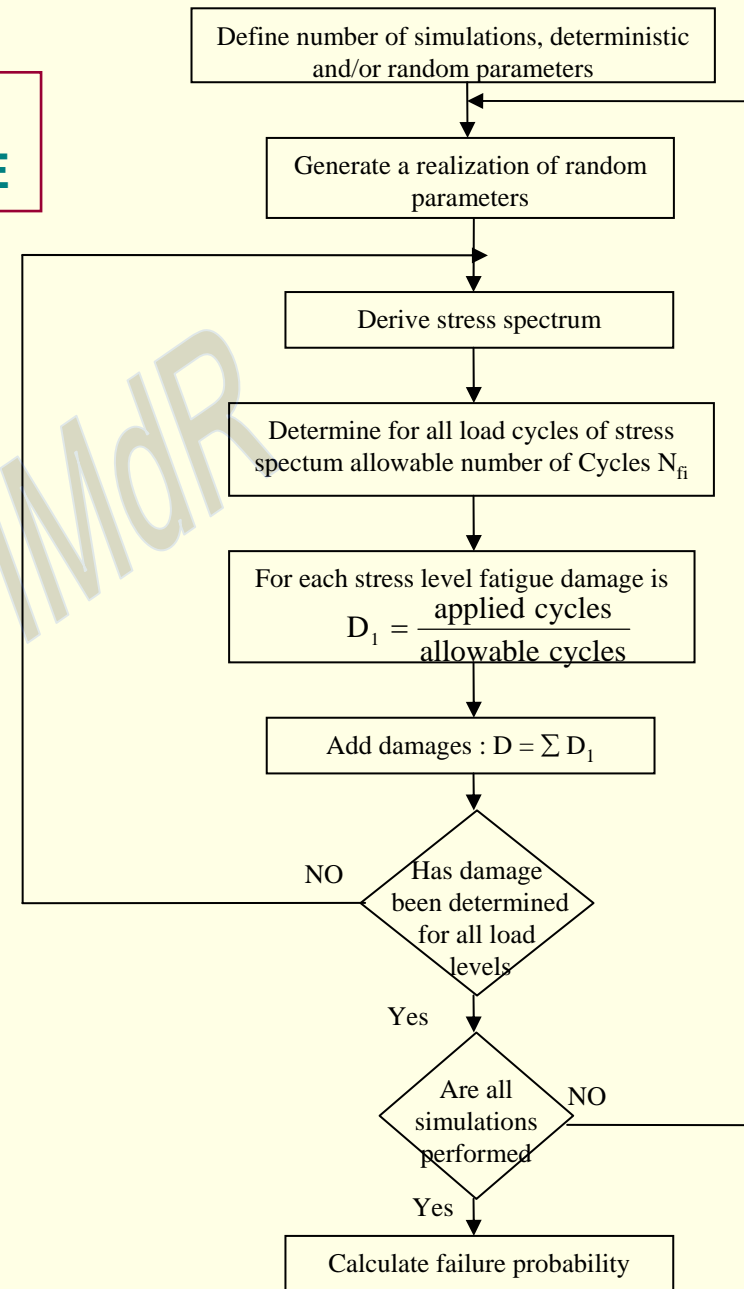 Define number of simulations, deterministic
and/or random parameters
E
Generate a realization of random
parameters
Derive stress spectrum
IMdR
Determine for all load cycles of stress
spectum allowable number of Cycles N_fi
For each stress level fatigue damage is
D₁ = applied cycles / allowable cycles
Add damages : D = ∑ D₁
NO
Has damage
been determined
for all load
levels
Yes
Are all
simulations
performed
NO
Yes
Calculate failure probability